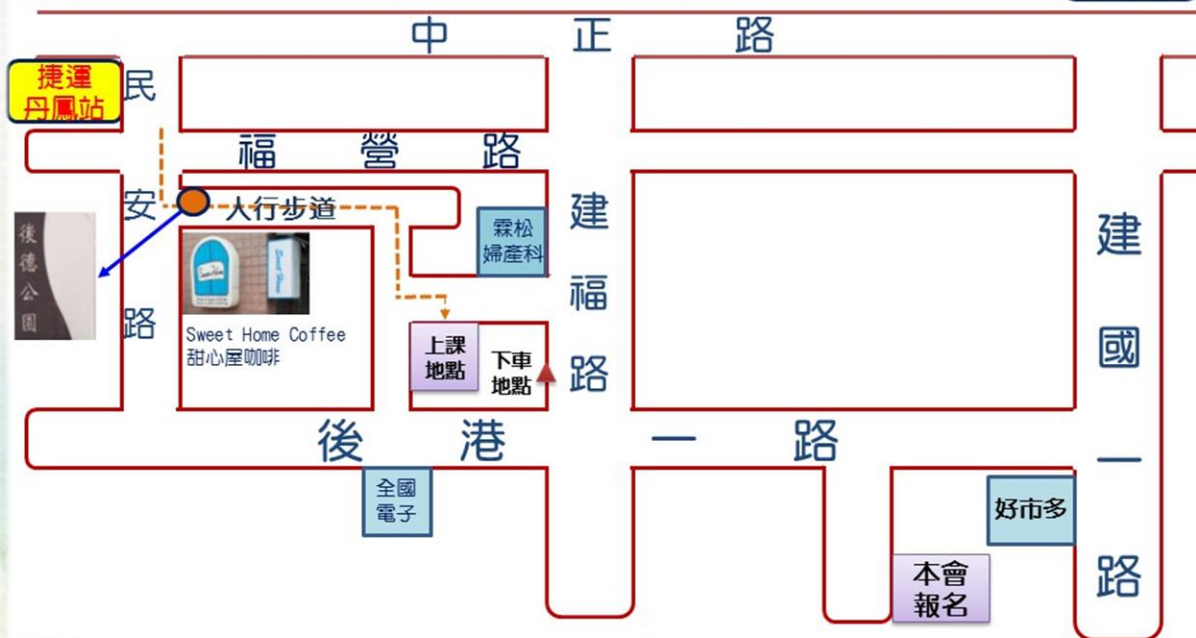 中正路
捷運
丹鳳站
民安路
福營路
人行步道
霖松
婦產科
建福路
建國一路
後德公園
Sweet Home Coffee
甜心屋咖啡
上課
地點
下車
地點
後港一路
全國
電子
好市多
本會
報名